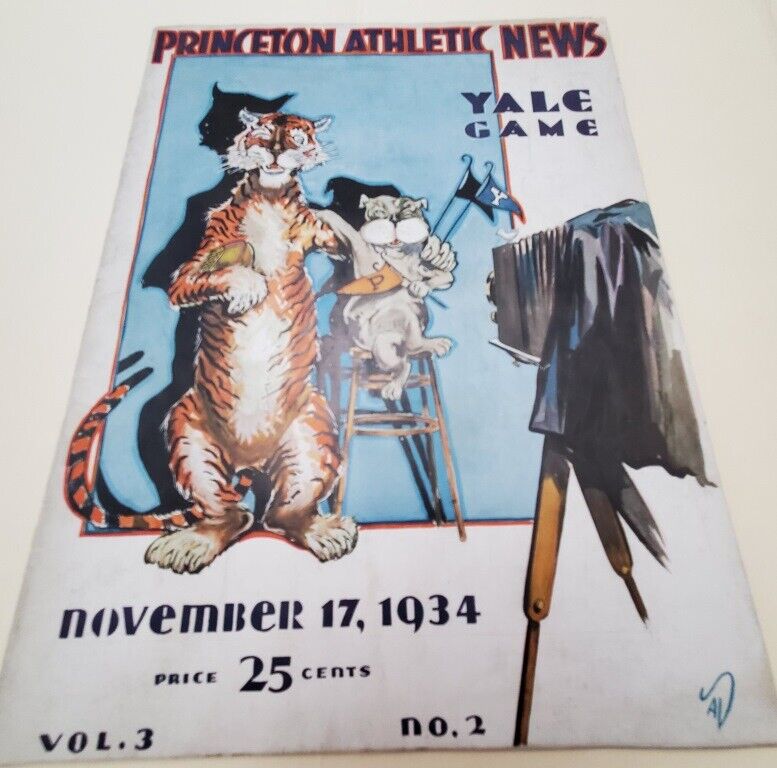 PRINCETON ATHLETIC NEWS
YALE
GAME
Y
P
NOVEMBER 17, 1934
PRICE 25 CENTS
VOL. 3 NO. 2